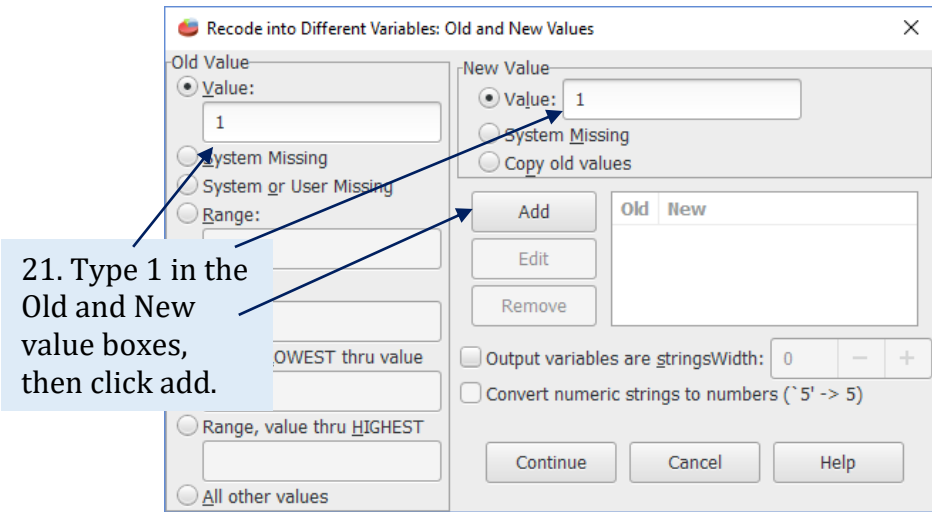 Recode into Different Variables: Old and New Values
Old Value
Value:
1
System Missing
System or User Missing
Range:
LOWEST thru value
Range, value thru HIGHEST
All other values
New Value
Value: 1
System Missing
Copy old values
Add
Edit
Remove
Old New
Output variables are stringsWidth: 0 − +
Convert numeric strings to numbers (`5' -> 5)
Continue Cancel Help
21. Type 1 in the
Old and New
value boxes,
then click add.